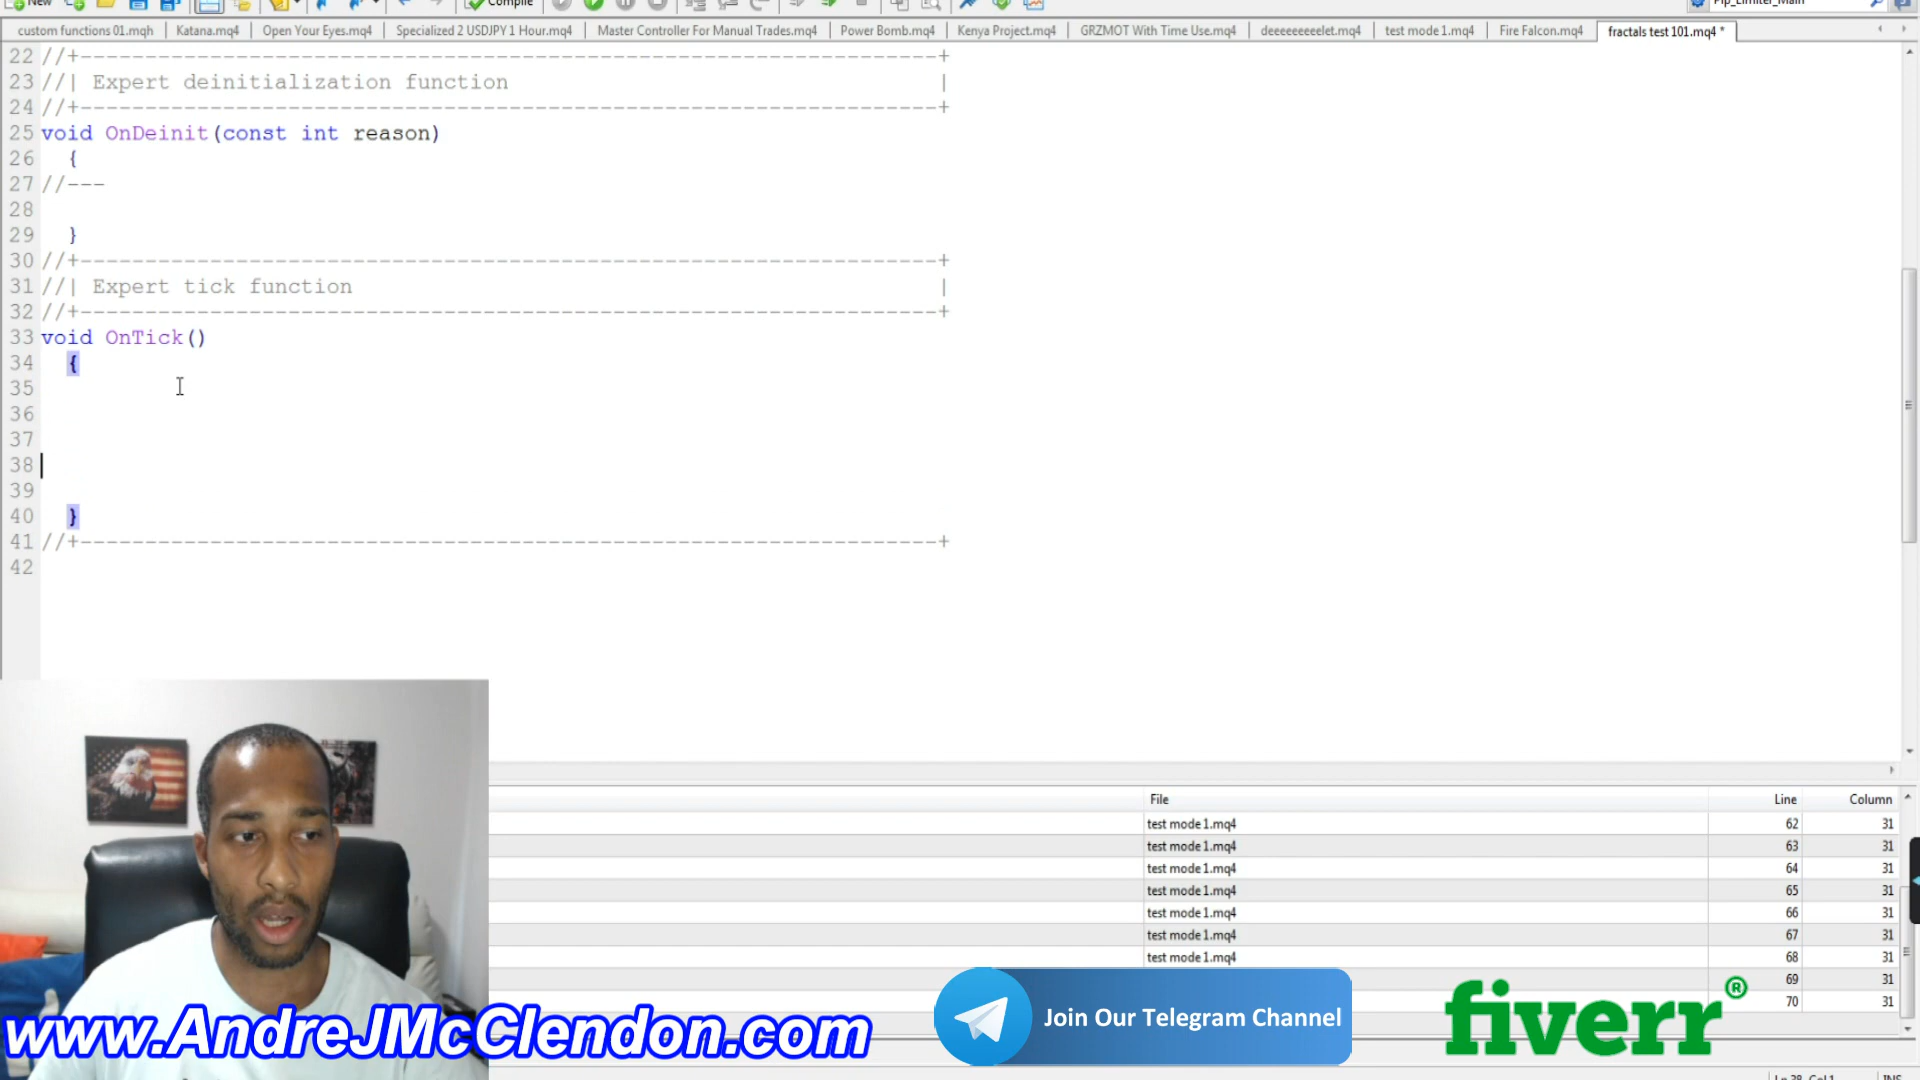 New
Compile
Pip_Limiter_Main
custom functions 01.mqh
Katana.mq4
Open Your Eyes.mq4
Specialized 2 USDJPY 1 Hour.mq4
Master Controller For Manual Trades.mq4
Power Bomb.mq4
Kenya Project.mq4
GRZMOT With Time Use.mq4
deeeeeeeeelet.mq4
test mode 1.mq4
Fire Falcon.mq4
fractals test 101.mq4 *
22 //+------------------------------------------------------------------+
23 //| Expert deinitialization function                                 |
24 //+------------------------------------------------------------------+
25 void OnDeinit(const int reason)
26   {
27 //---
28
29   }
30 //+------------------------------------------------------------------+
31 //| Expert tick function                                             |
32 //+------------------------------------------------------------------+
33 void OnTick()
34   {
35
36
37
38
39
40   }
41 //+------------------------------------------------------------------+
42
File Line Column
test mode 1.mq4 62 31
test mode 1.mq4 63 31
test mode 1.mq4 64 31
test mode 1.mq4 65 31
test mode 1.mq4 66 31
test mode 1.mq4 67 31
test mode 1.mq4 68 31
69 31
70 31
www.AndreJMcClendon.com
Join Our Telegram Channel
fiverr®
Ln 38, Col 1
INS